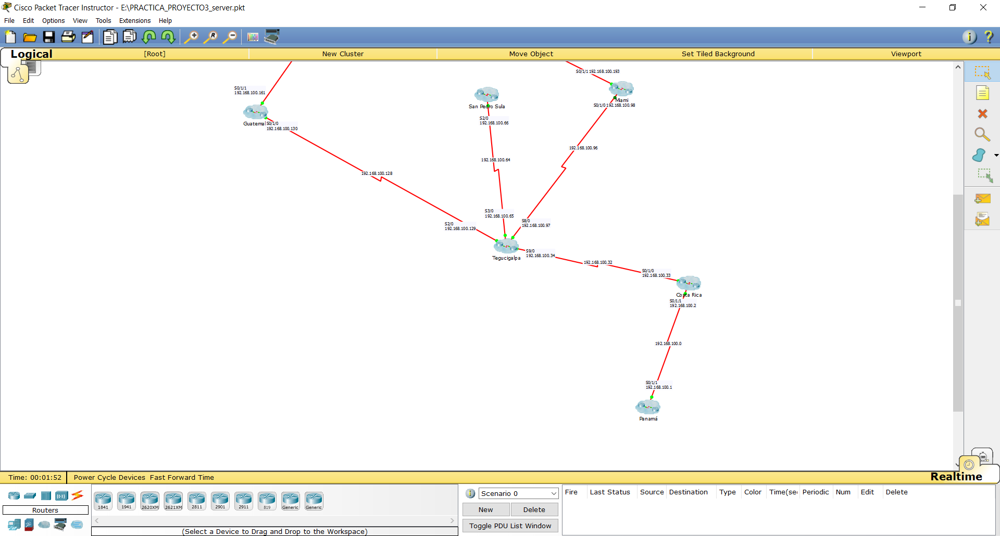 Cisco Packet Tracer Instructor - E:\PRACTICA_PROYECTO3_server.pkt
File Edit Options View Tools Extensions Help
Logical [Root] New Cluster Move Object Set Tiled Background Viewport
S0/1/1 192.168.100.193
S0/1/1
192.168.100.161
Miami
S0/1/0 192.168.100.98
San Pedro Sula
S2/0
192.168.100.66
Guatemal
S0/1/0
192.168.100.130
192.168.100.96
192.168.100.64
192.168.100.128
S3/0
192.168.100.65
S8/0
192.168.100.97
S2/0
192.168.100.129
Tegucigalpa
S9/0
192.168.100.34
192.168.100.32
S0/1/0
192.168.100.33
Costa Rica
S0/1/1
192.168.100.2
192.168.100.0
S0/1/1
192.168.100.1
Panamá
Time: 00:01:52 Power Cycle Devices Fast Forward Time
Realtime
Routers
1841 1941 2620XM 2621XM 2811 2901 2911 819 Generic Generic
(Select a Device to Drag and Drop to the Workspace)
Scenario 0
New Delete
Toggle PDU List Window
Fire Last Status Source Destination Type Color Time(sec Periodic Num Edit Delete